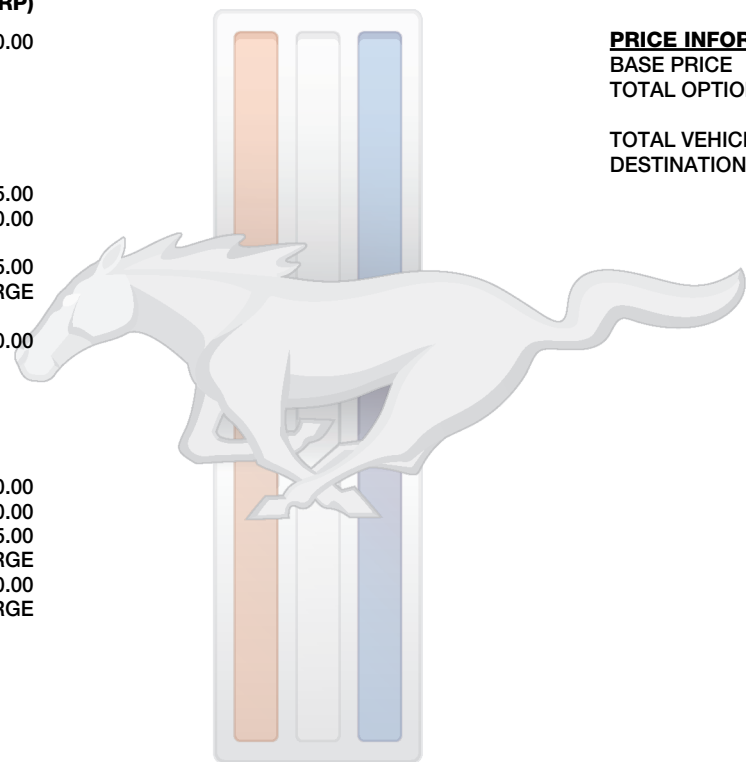 RP)
0.00
5.00
0.00
5.00
RGE
0.00
0.00
0.00
5.00
RGE
0.00
RGE
PRICE INFOR
BASE PRICE
TOTAL OPTIO
TOTAL VEHICL
DESTINATION